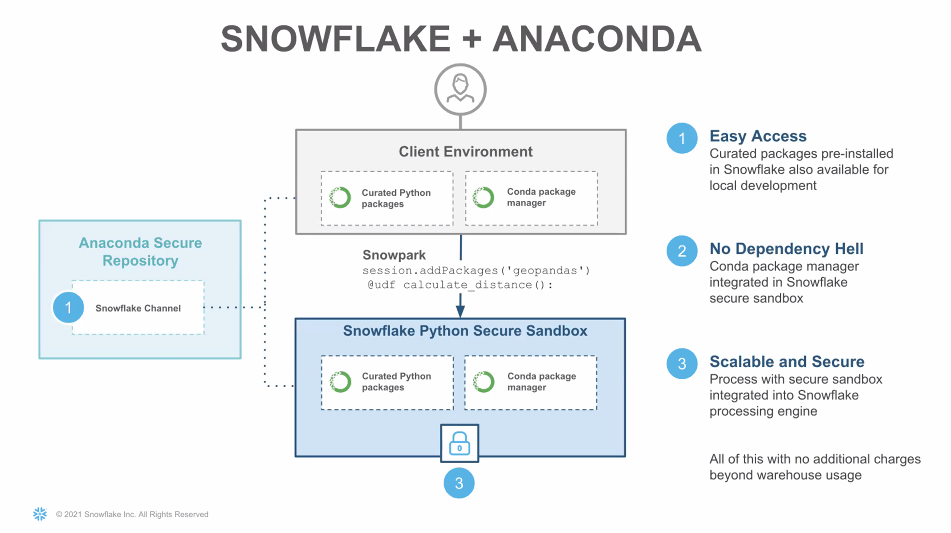 SNOWFLAKE + ANACONDA
Client Environment
Curated Python
packages
Conda package
manager
Anaconda Secure
Repository
1
Snowflake Channel
Snowpark
session.addPackages('geopandas')
@udf calculate_distance():
Snowflake Python Secure Sandbox
Curated Python
packages
Conda package
manager
3
1
Easy Access
Curated packages pre-installed
in Snowflake also available for
local development
2
No Dependency Hell
Conda package manager
integrated in Snowflake
secure sandbox
3
Scalable and Secure
Process with secure sandbox
integrated into Snowflake
processing engine
All of this with no additional charges
beyond warehouse usage
© 2021 Snowflake Inc. All Rights Reserved